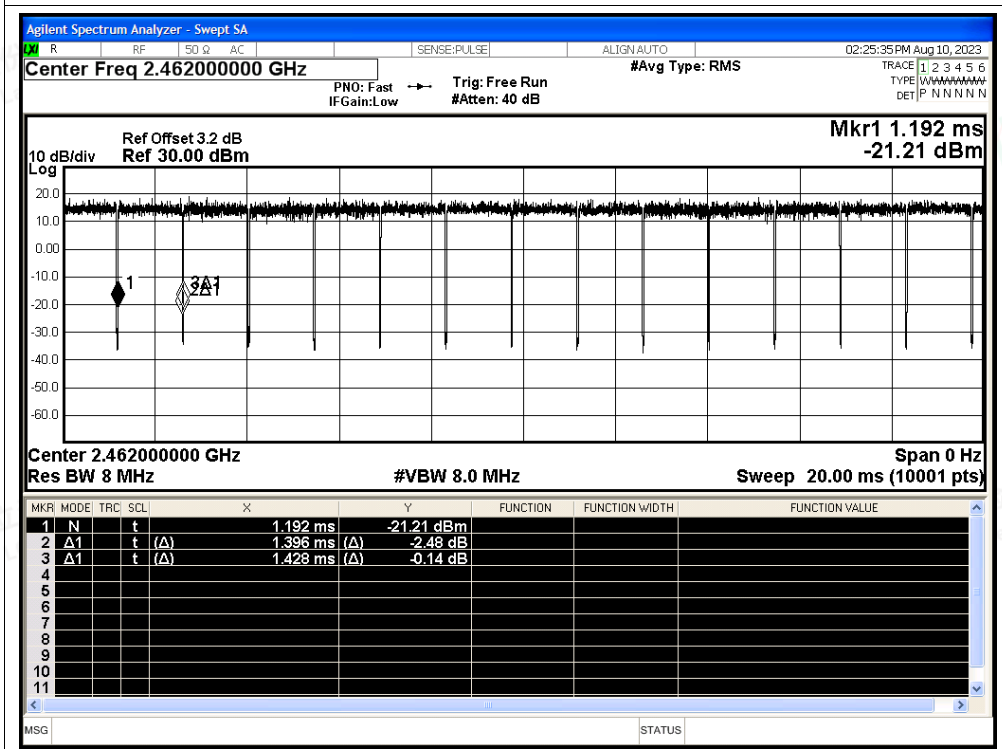 Agilent Spectrum Analyzer - Swept SA
LXI R RF 50 Ω AC SENSE:PULSE ALIGN AUTO 02:25:35 PM Aug 10, 2023
Center Freq 2.462000000 GHz #Avg Type: RMS TRACE 1 2 3 4 5 6
PNO: Fast Trig: Free Run TYPE
IFGain:Low #Atten: 40 dB DET P N N N N N
Mkr1 1.192 ms
Ref Offset 3.2 dB
10 dB/div Ref 30.00 dBm -21.21 dBm
Log
20.0
10.0
0.00
-10.0
1 3Δ1
2Δ1
-20.0
-30.0
-40.0
-50.0
-60.0
Center 2.462000000 GHz Span 0 Hz
Res BW 8 MHz #VBW 8.0 MHz Sweep 20.00 ms (10001 pts)
MKR MODE TRC SCL X Y FUNCTION FUNCTION WIDTH FUNCTION VALUE
1 N t 1.192 ms -21.21 dBm
2 Δ1 t (Δ) 1.396 ms (Δ) -2.48 dB
3 Δ1 t (Δ) 1.428 ms (Δ) -0.14 dB
4
5
6
7
8
9
10
11
MSG STATUS